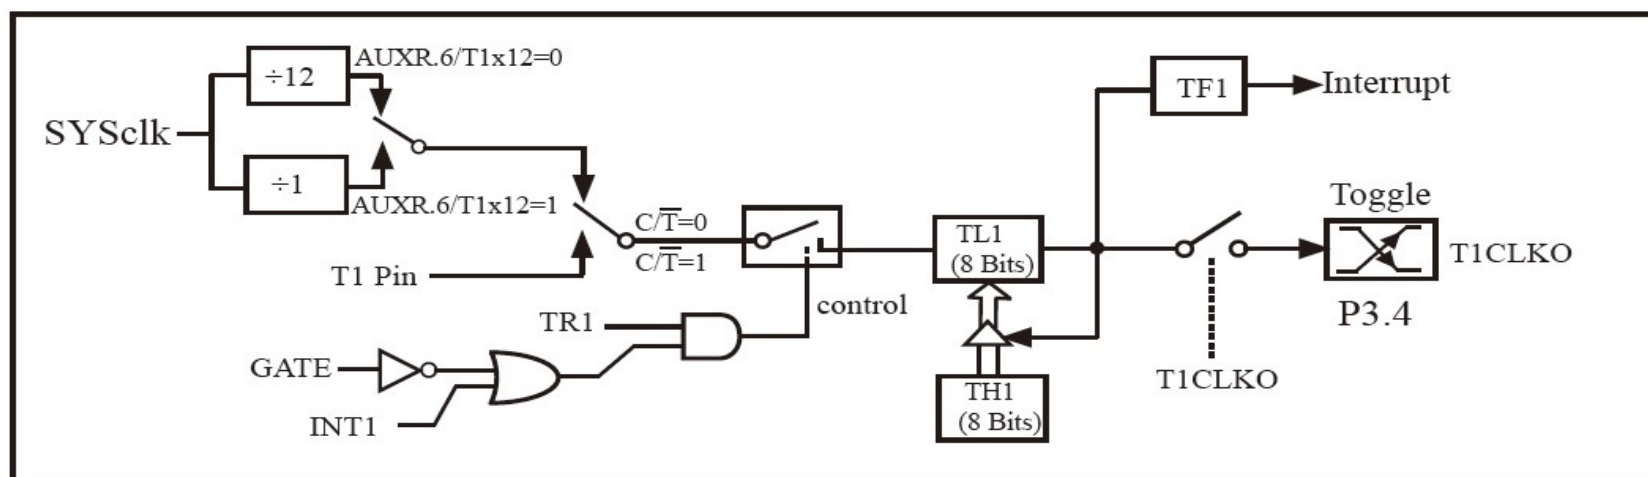 AUXR.6/T1x12=0
÷12
SYSclk
÷1
AUXR.6/T1x12=1
C/T̅=0
C/T̅=1
T1 Pin
TR1
GATE
INT1
control
TL1
(8 Bits)
TH1
(8 Bits)
TF1
Interrupt
Toggle
T1CLKO
P3.4
T1CLKO